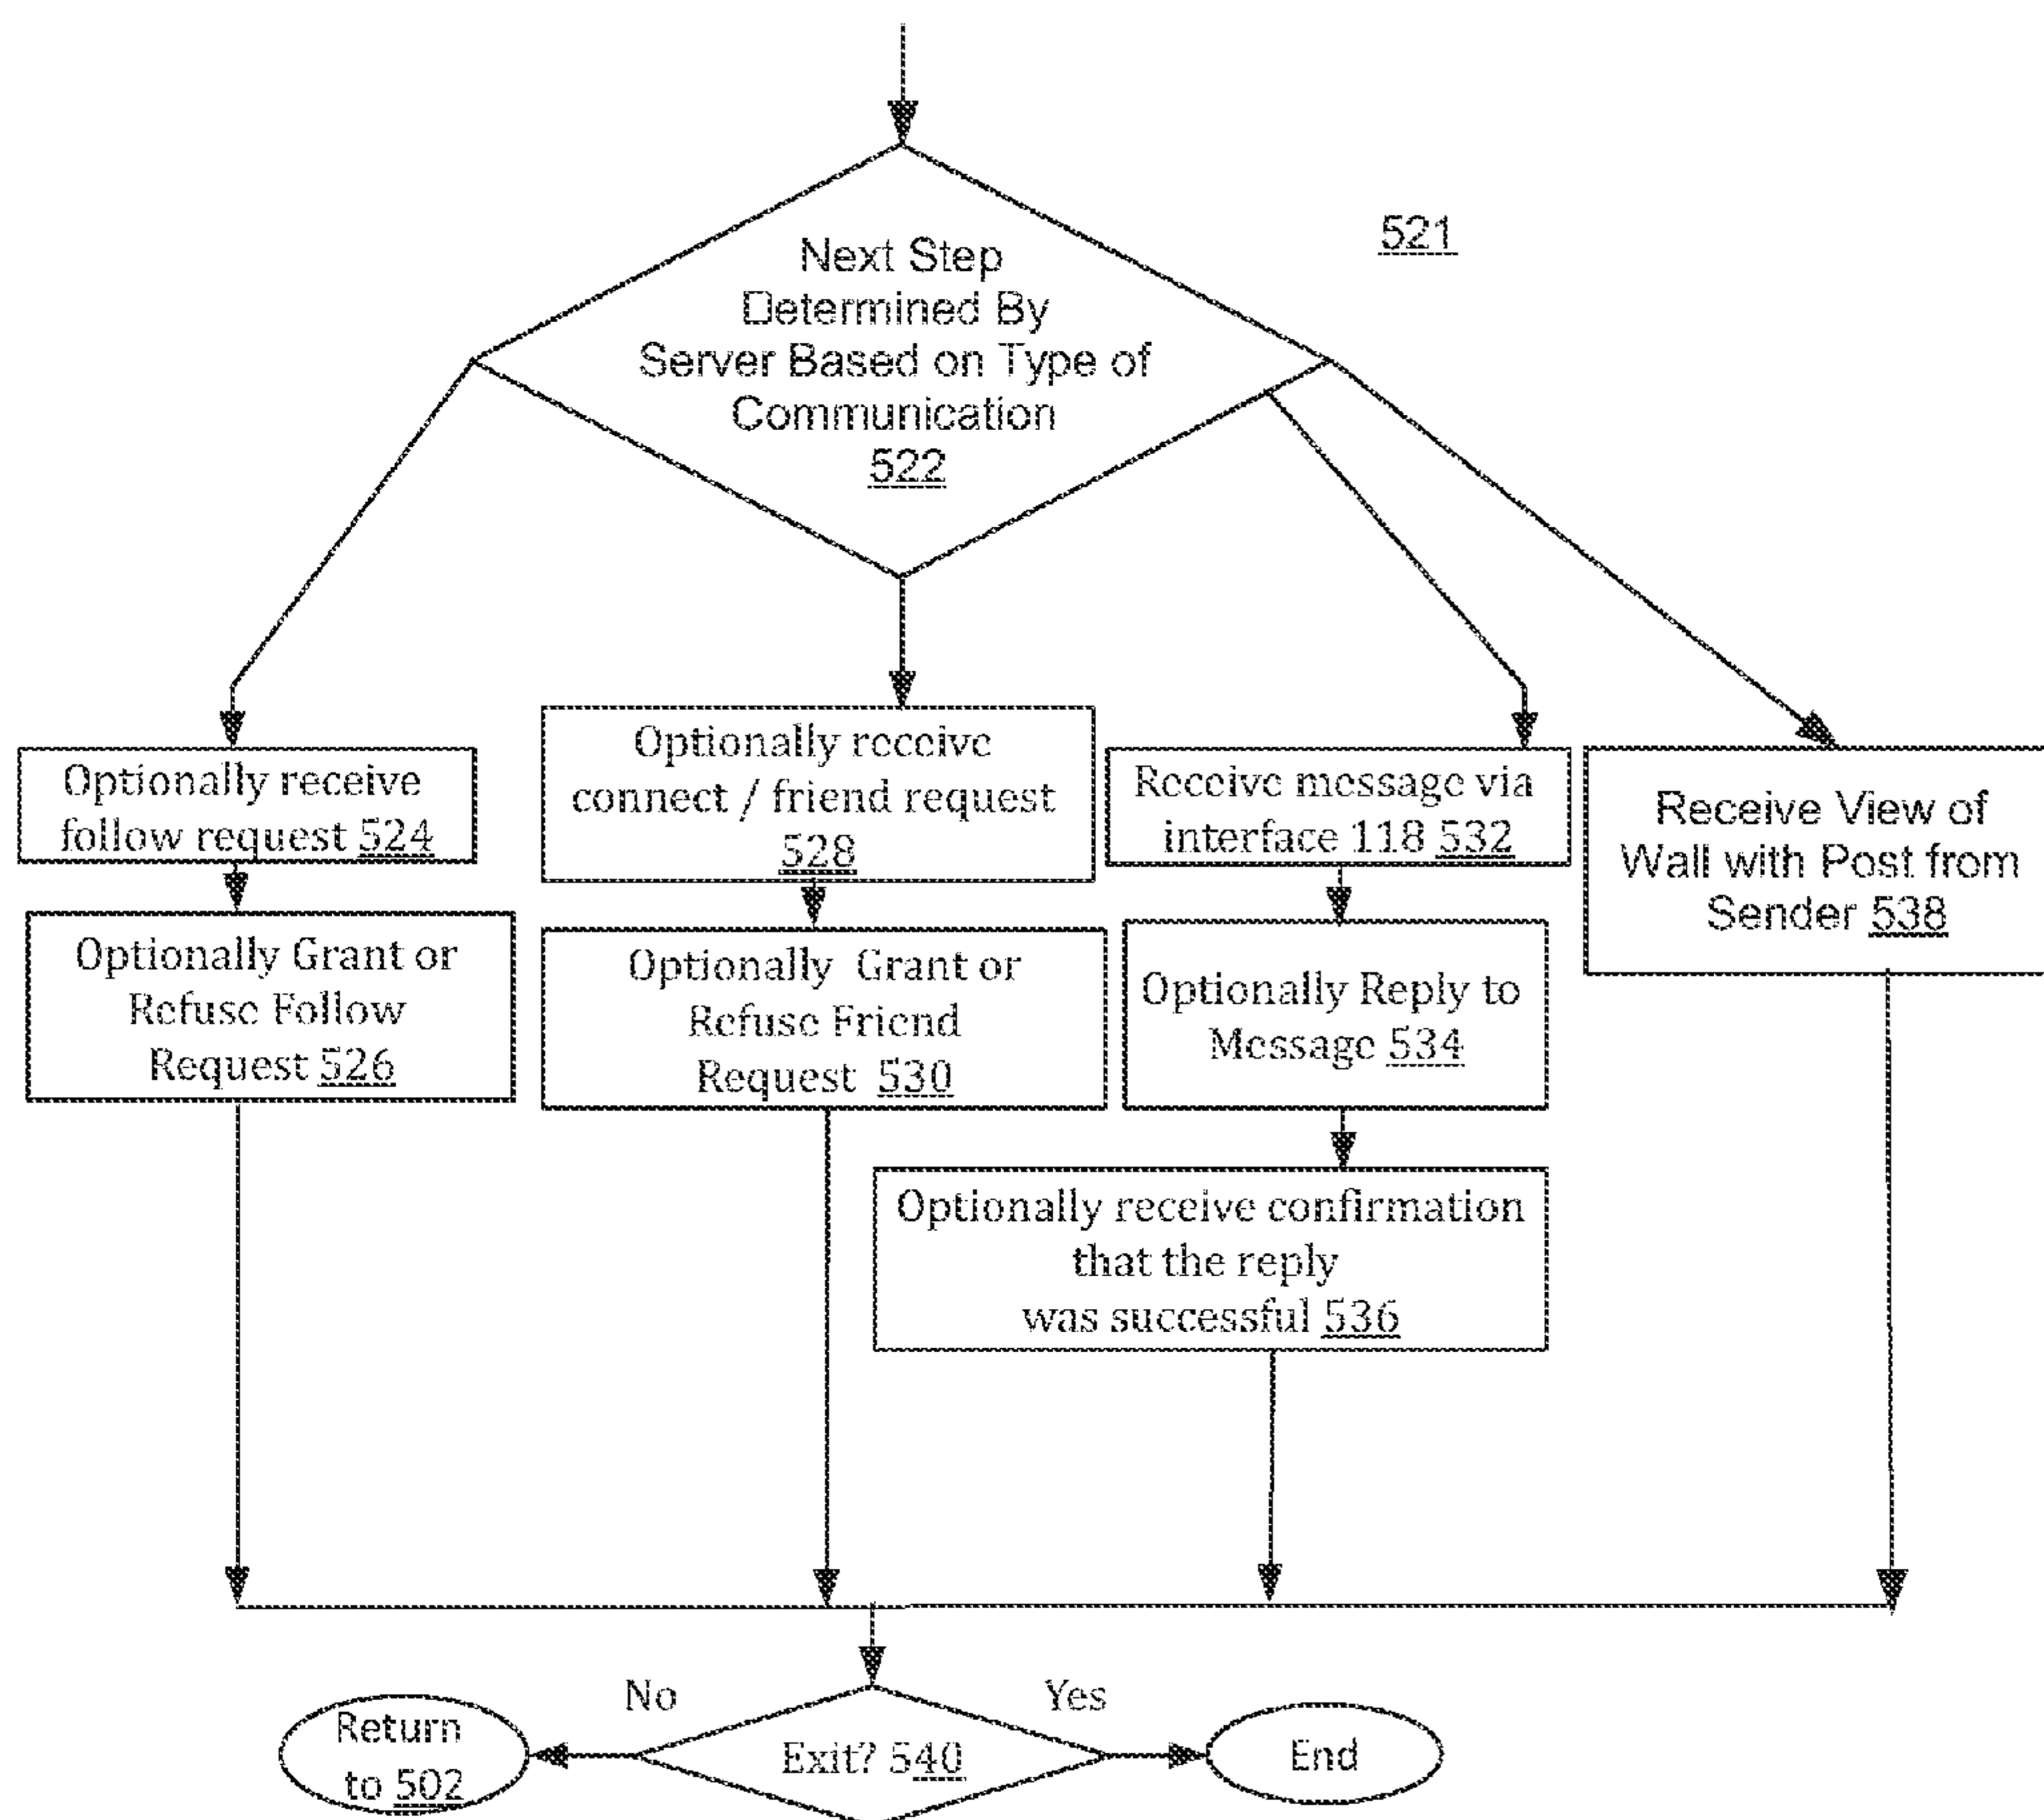 521
Next Step
Determined By
Server Based on Type of
Communication
522
Optionally receive
follow request 524
Optionally receive
connect / friend request
528
Receive message via
interface 118 532
Receive View of
Wall with Post from
Sender 538
Optionally Grant or
Refuse Follow
Request 526
Optionally Grant or
Refuse Friend
Request 530
Optionally Reply to
Message 534
Optionally receive confirmation
that the reply
was successful 536
No
Yes
Return
to 502
Exit? 540
End